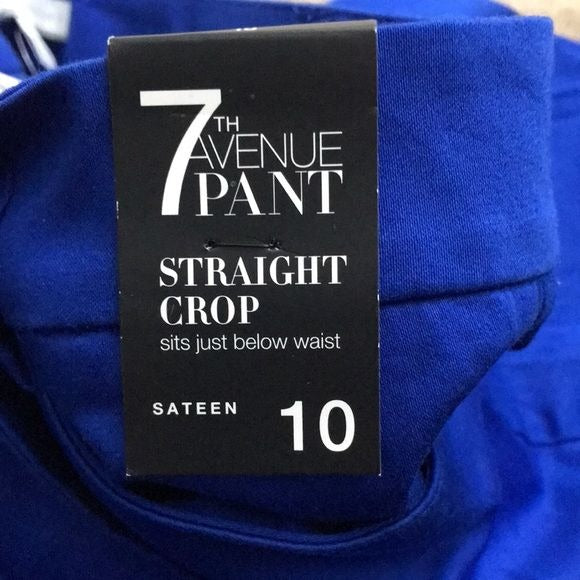 7TH
AVENUE
PANT
STRAIGHT
CROP
sits just below waist
SATEEN 10